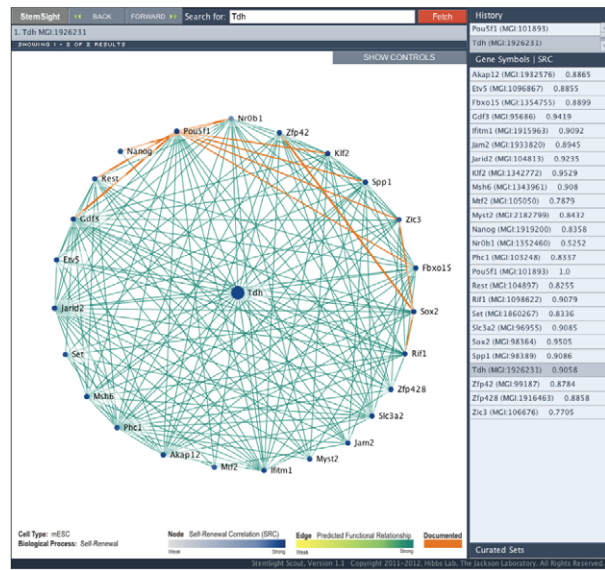 StemSight BACK FORWARD Search for: Tdh Fetch
1. Tdh MGI:1926231
SHOWING 1 - 2 OF 2 RESULTS
SHOW CONTROLS
Nr0b1
Pou5f1
Zfp42
Nanog
Klf2
Rest
Spp1
Gdf3
Zic3
Etv5
Fbxo15
Tdh
Jarid2
Sox2
Set
Rif1
Msh6
Zfp428
Phc1
Slc3a2
Akap12
Jam2
Mtf2
Myst2
Ifitm1
Cell Type: mESC
Biological Process: Self-Renewal
Node Self-Renewal Correlation (SRC)
Weak Strong
Edge Predicted Functional Relationship
Weak Strong
Documented
History
Pou5f1 (MGI:101893)
Tdh (MGI:1926231)
Gene Symbols | SRC
Akap12 (MGI:1932576) 0.8865
Etv5 (MGI:1096867) 0.8855
Fbxo15 (MGI:1354755) 0.8899
Gdf3 (MGI:95686) 0.9419
Ifitm1 (MGI:1915963) 0.9092
Jam2 (MGI:1933820) 0.8945
Jarid2 (MGI:104813) 0.9235
Klf2 (MGI:1342772) 0.9529
Msh6 (MGI:1343961) 0.908
Mtf2 (MGI:105050) 0.7879
Myst2 (MGI:2182799) 0.8432
Nanog (MGI:1919200) 0.8358
Nr0b1 (MGI:1352460) 0.5252
Phc1 (MGI:103248) 0.8337
Pou5f1 (MGI:101893) 1.0
Rest (MGI:104897) 0.8255
Rif1 (MGI:1098622) 0.9079
Set (MGI:1860267) 0.8336
Slc3a2 (MGI:96955) 0.9085
Sox2 (MGI:98364) 0.9505
Spp1 (MGI:98389) 0.9086
Tdh (MGI:1926231) 0.9058
Zfp42 (MGI:99187) 0.8784
Zfp428 (MGI:1916463) 0.8858
Zic3 (MGI:106676) 0.7705
Curated Sets
StemSight Scout, Version 1.1 Copyright 2011-2012, Hibbs Lab, The Jackson Laboratory. All Rights Reserved.